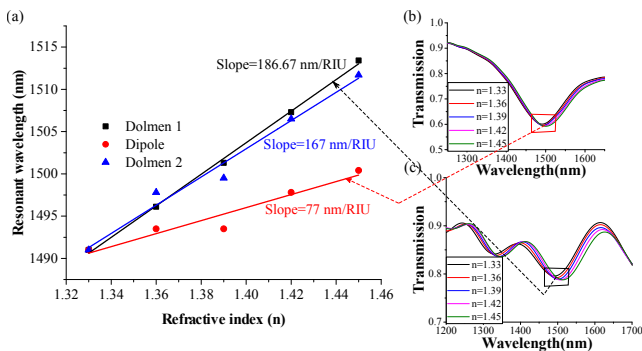 (a)
Resonant wavelength (nm)
1515
1510
1505
1500
1495
1490
1.32
1.34
1.36
1.38
1.40
1.42
1.44
1.46
Refractive index (n)
Dolmen 1
Dipole
Dolmen 2
Slope=186.67 nm/RIU
Slope=167 nm/RIU
Slope=77 nm/RIU
(b)
Transmission
1.0
0.9
0.8
0.7
0.6
0.5
n=1.33
n=1.36
n=1.39
n=1.42
n=1.45
1300
1400
1500
1600
Wavelength(nm)
(c)
Transmission
1.0
0.9
0.8
0.7
n=1.33
n=1.36
n=1.39
n=1.42
n=1.45
1200
1300
1400
1500
1600
1700
Wavelength(nm)